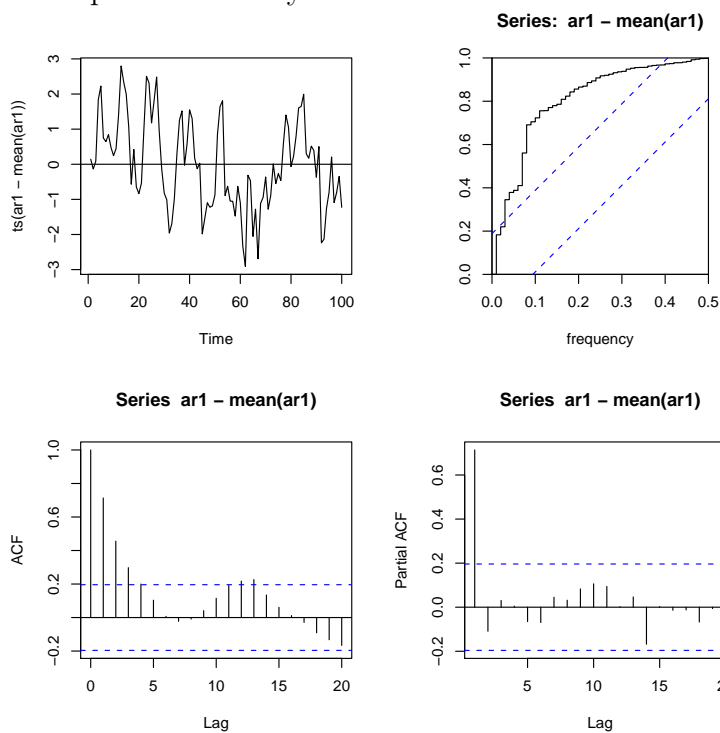 Series: ar1 − mean(ar1)
ts(ar1 − mean(ar1))
−3 −2 −1 0 1 2 3
0 20 40 60 80 100
Time
0.0 0.2 0.4 0.6 0.8 1.0
0.0 0.1 0.2 0.3 0.4 0.5
frequency
Series ar1 − mean(ar1)
ACF
−0.2 0.2 0.6 1.0
0 5 10 15 20
Lag
Series ar1 − mean(ar1)
Partial ACF
−0.2 0.0 0.2 0.4 0.6
5 10 15
Lag